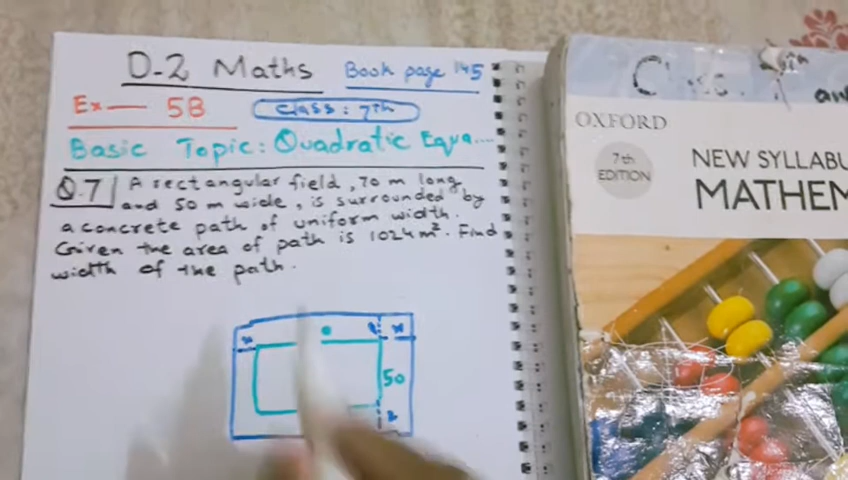 D-2 Maths Book page 145
Ex— 5B Class: 7th
Basic Topic: Quadratic Equa...
Q.7 A rectangular field, 70 m long
and 50 m wide, is surrounded by
a concrete path of uniform width.
Given the area of path is 1024 m². Find
width of the path.
x x
50
OXFORD
7th
EDITION
NEW SYLLABU
MATHEM